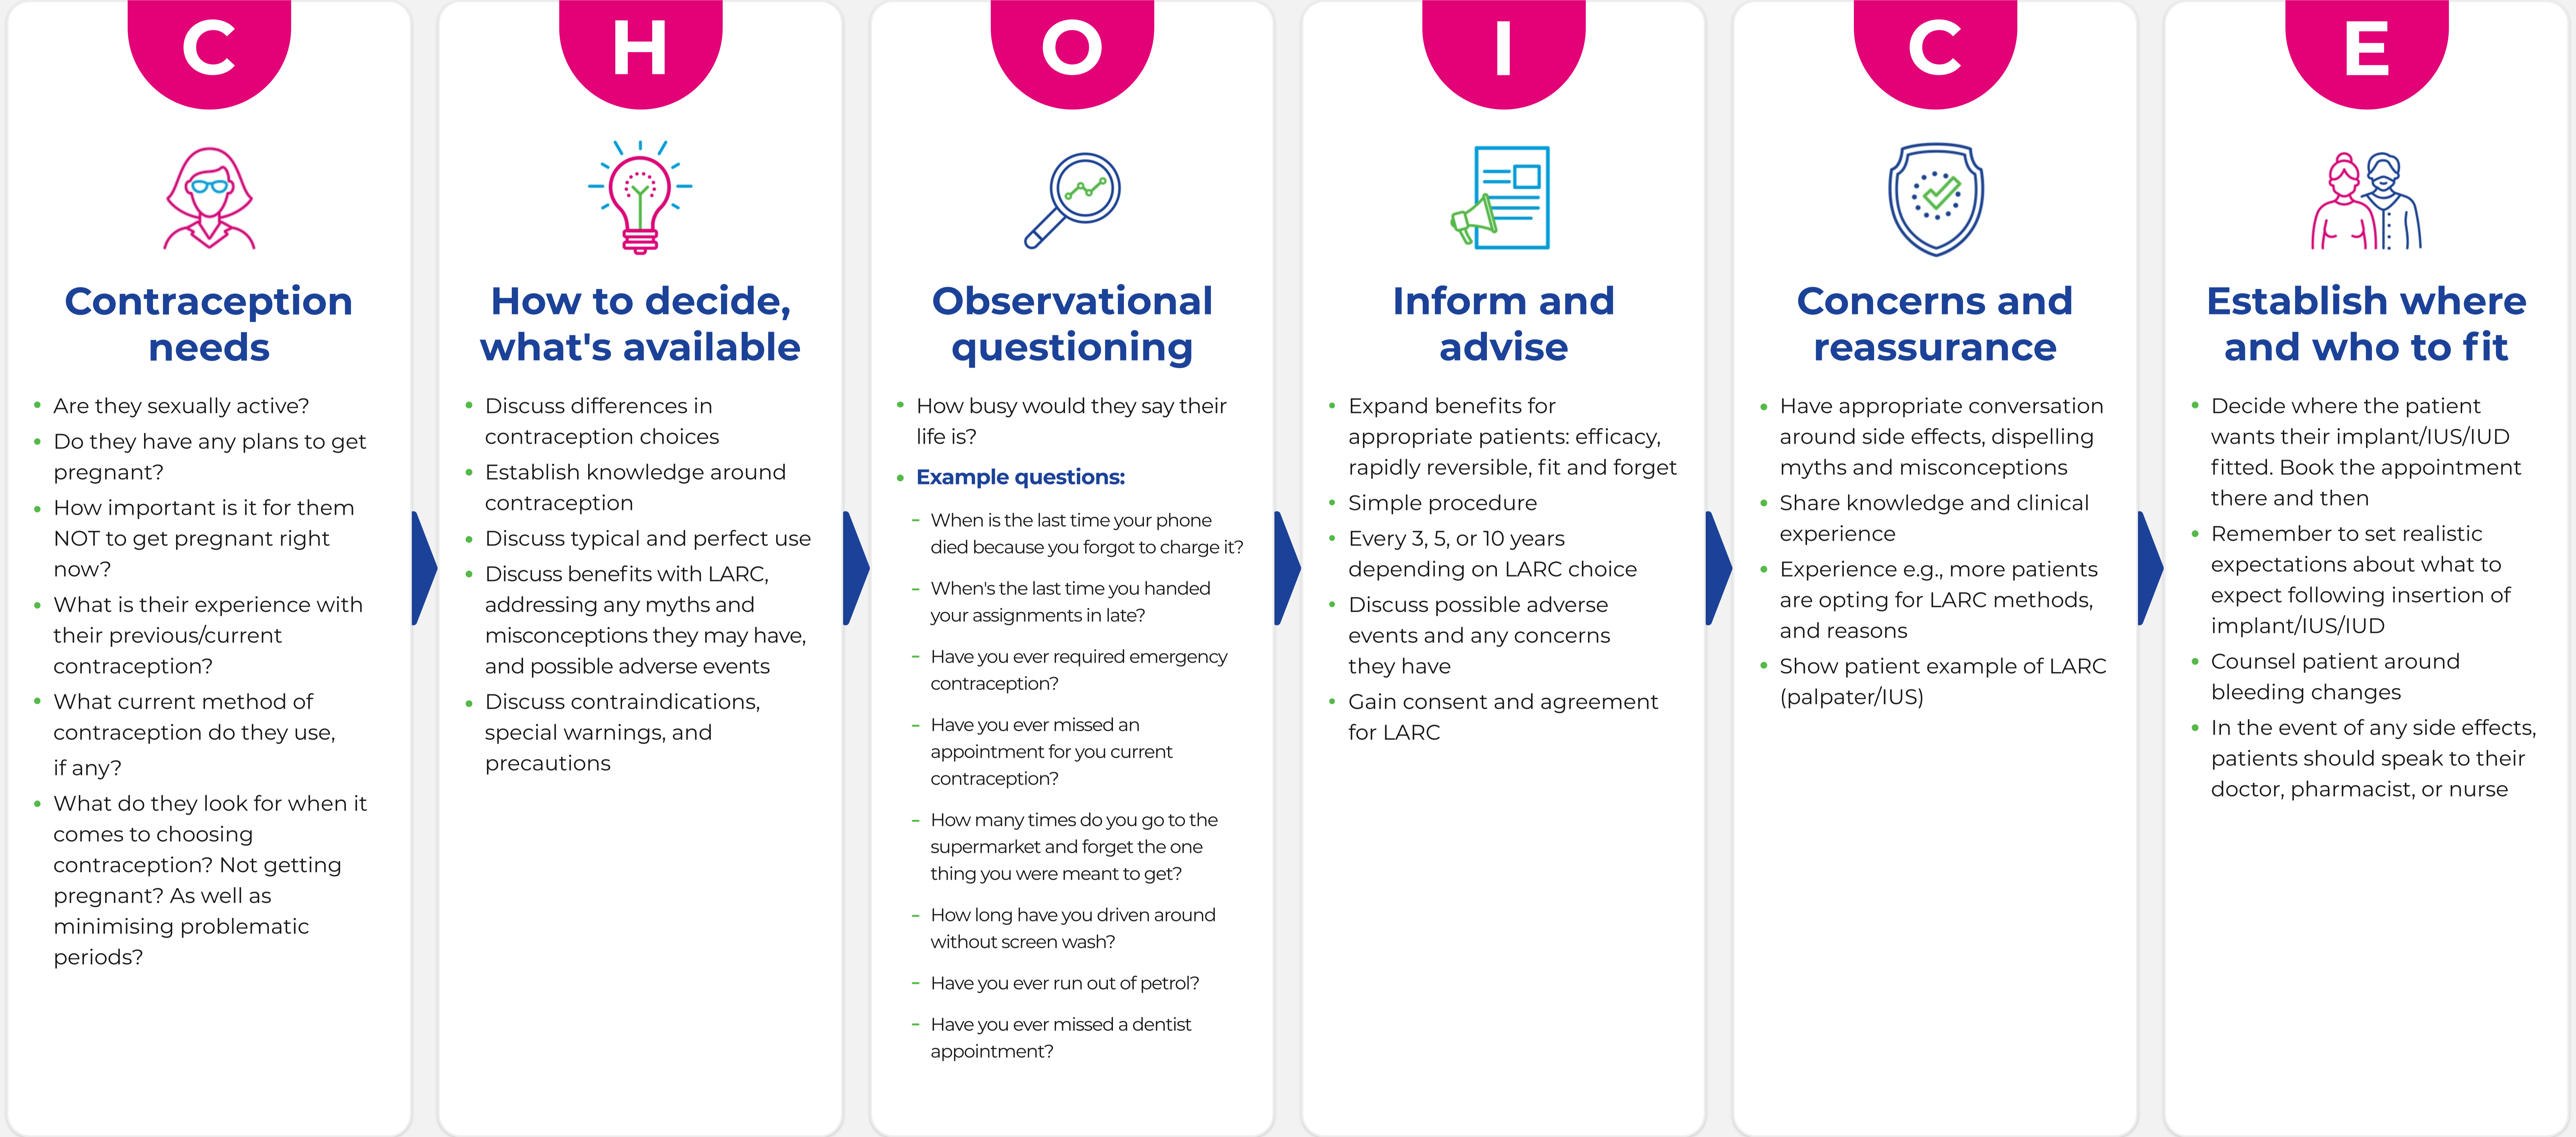 C
Contraception
needs
• Are they sexually active?
• Do they have any plans to get
pregnant?
• How important is it for them
NOT to get pregnant right
now?
• What is their experience with
their previous/current
contraception?
• What current method of
contraception do they use,
if any?
• What do they look for when it
comes to choosing
contraception? Not getting
pregnant? As well as
minimising problematic
periods?
H
How to decide,
what's available
• Discuss differences in
contraception choices
• Establish knowledge around
contraception
• Discuss typical and perfect use
• Discuss benefits with LARC,
addressing any myths and
misconceptions they may have,
and possible adverse events
• Discuss contraindications,
special warnings, and
precautions
O
Observational
questioning
• How busy would they say their
life is?
• Example questions:
- When is the last time your phone
died because you forgot to charge it?
- When's the last time you handed
your assignments in late?
- Have you ever required emergency
contraception?
- Have you ever missed an
appointment for you current
contraception?
- How many times do you go to the
supermarket and forget the one
thing you were meant to get?
- How long have you driven around
without screen wash?
- Have you ever run out of petrol?
- Have you ever missed a dentist
appointment?
I
Inform and
advise
• Expand benefits for
appropriate patients: efficacy,
rapidly reversible, fit and forget
• Simple procedure
• Every 3, 5, or 10 years
depending on LARC choice
• Discuss possible adverse
events and any concerns
they have
• Gain consent and agreement
for LARC
C
Concerns and
reassurance
• Have appropriate conversation
around side effects, dispelling
myths and misconceptions
• Share knowledge and clinical
experience
• Experience e.g., more patients
are opting for LARC methods,
and reasons
• Show patient example of LARC
(palpater/IUS)
E
Establish where
and who to fit
• Decide where the patient
wants their implant/IUS/IUD
fitted. Book the appointment
there and then
• Remember to set realistic
expectations about what to
expect following insertion of
implant/IUS/IUD
• Counsel patient around
bleeding changes
• In the event of any side effects,
patients should speak to their
doctor, pharmacist, or nurse